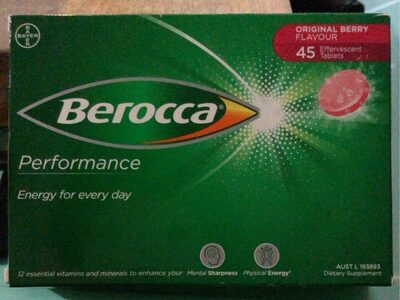 BAYER
ORIGINAL BERRY
FLAVOUR
45 Effervescent
Tablets
Berocca®
Performance
Energy for every day
12 essential vitamins and minerals to enhance your Mental Sharpness Physical Energy*
AUST L 193893
Dietary Supplement